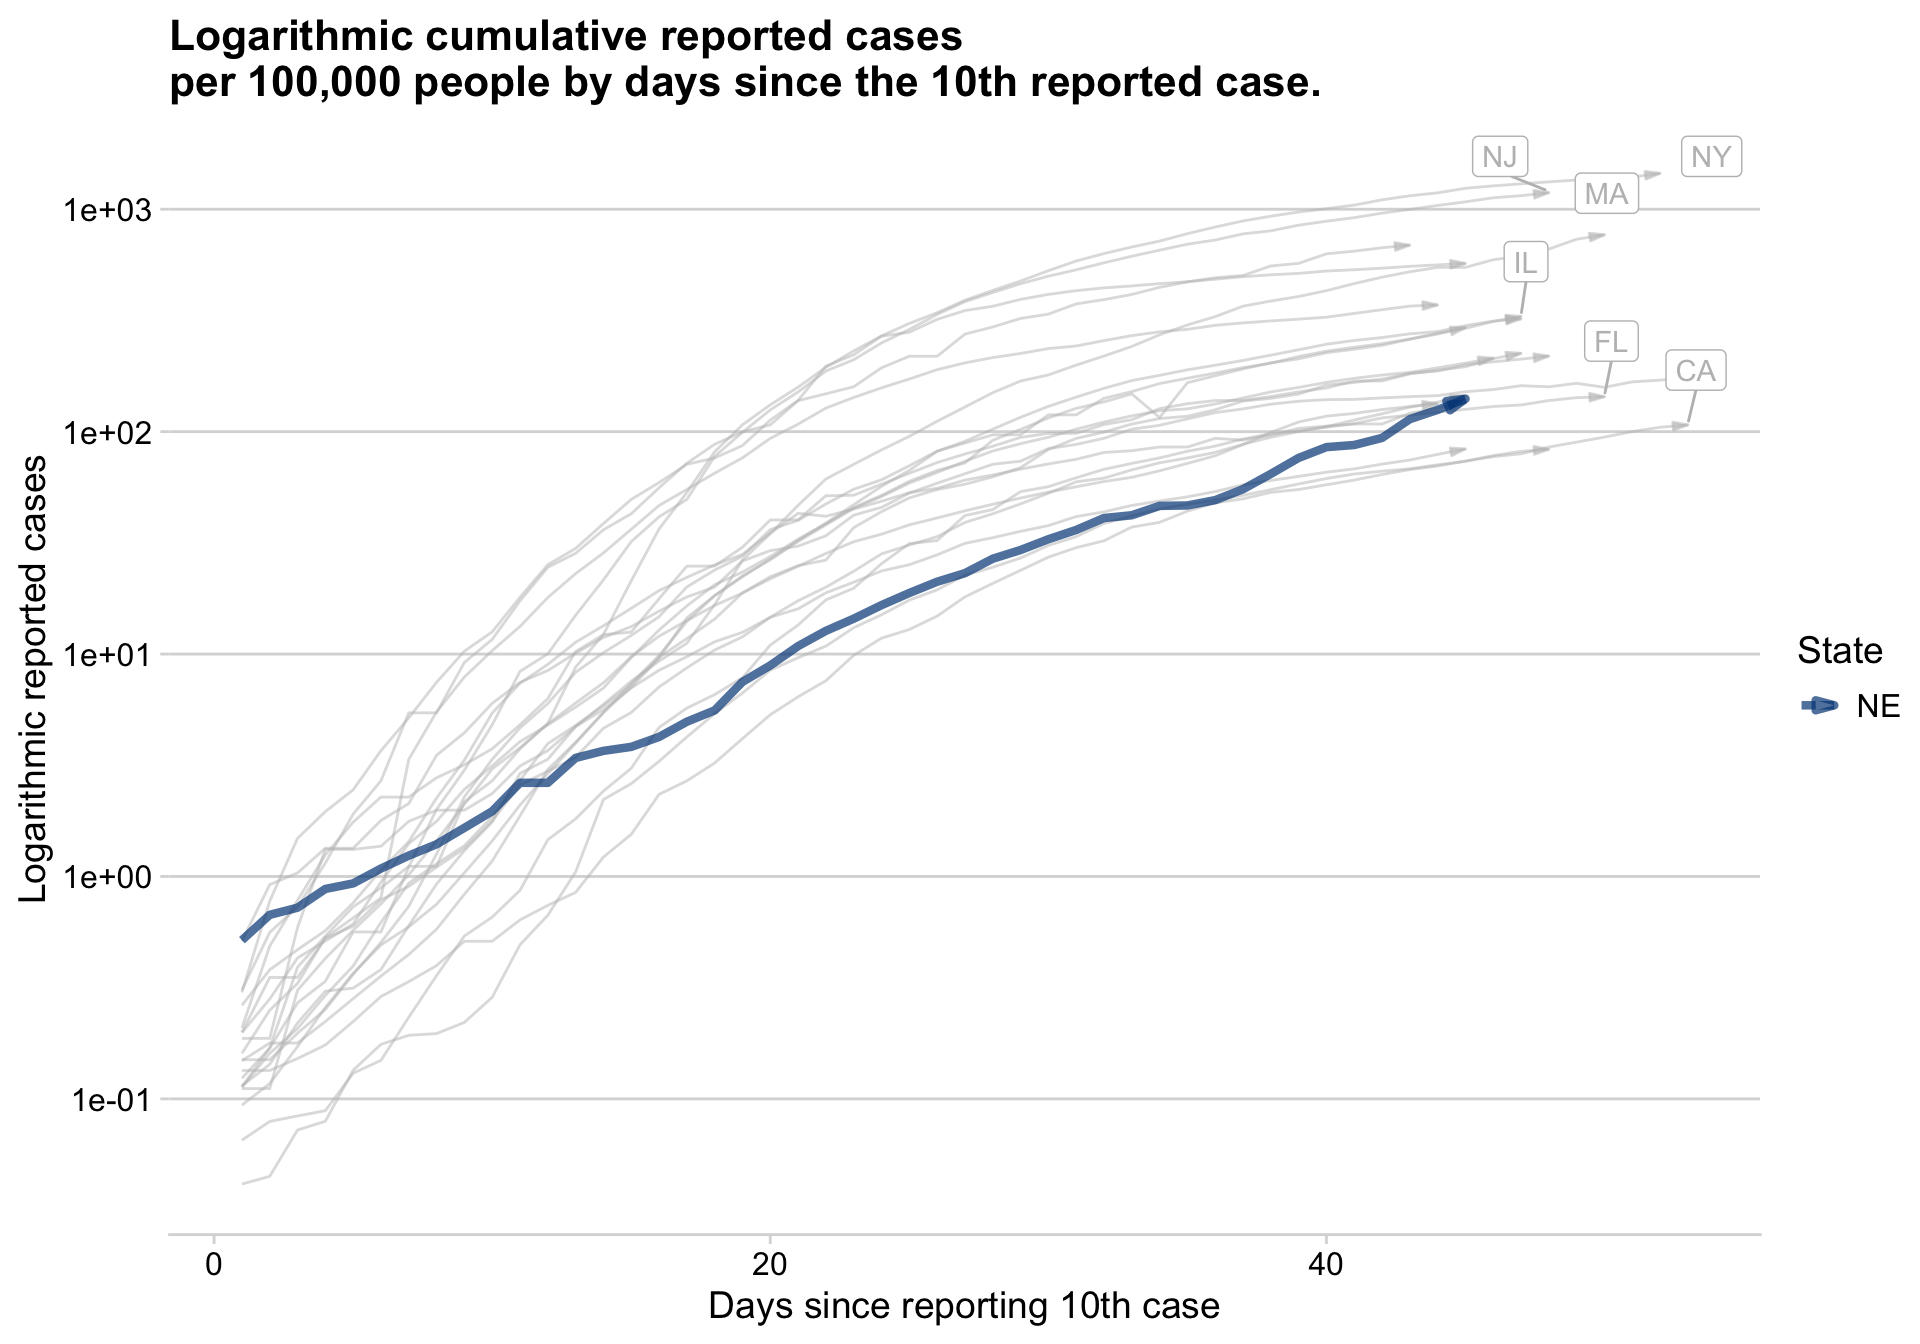 Logarithmic cumulative reported cases
per 100,000 people by days since the 10th reported case.
NJ
NY
MA
IL
FL
CA
1e+03
1e+02
1e+01
1e+00
1e-01
Logarithmic reported cases
State
NE
0
20
40
Days since reporting 10th case